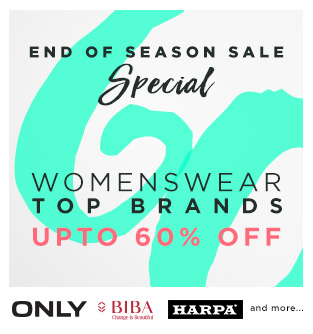 END OF SEASON SALE
Special
WOMENSWEAR
TOP BRANDS
UPTO 60% OFF
ONLY BIBA HARPA and more...
Change is Beautiful